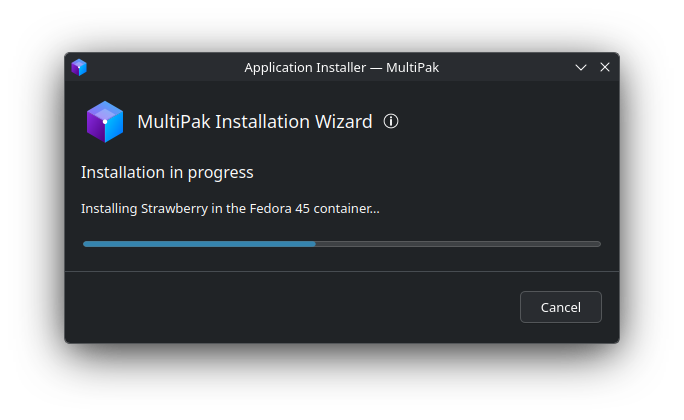 Application Installer — MultiPak
MultiPak Installation Wizard
Installation in progress
Installing Strawberry in the Fedora 45 container...
Cancel